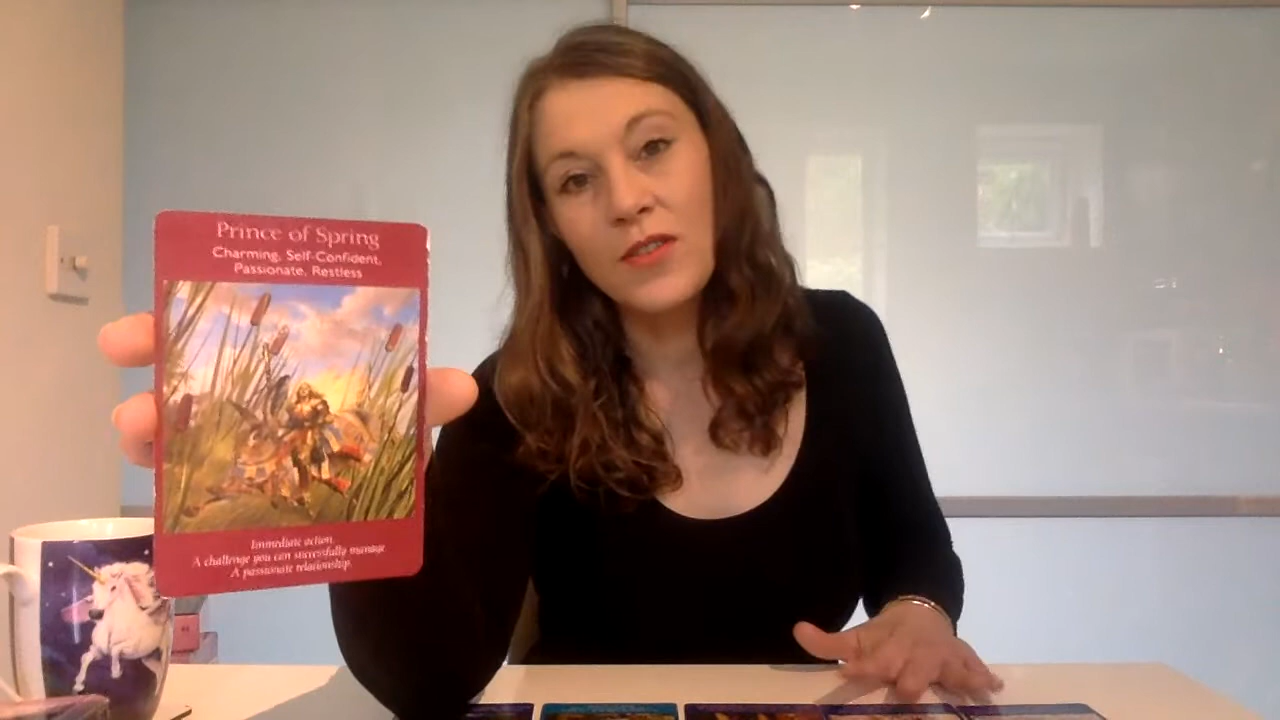 Prince of Spring
Charming, Self-Confident,
Passionate, Restless
Immediate action.
A challenge you can successfully manage
A passionate relationship.